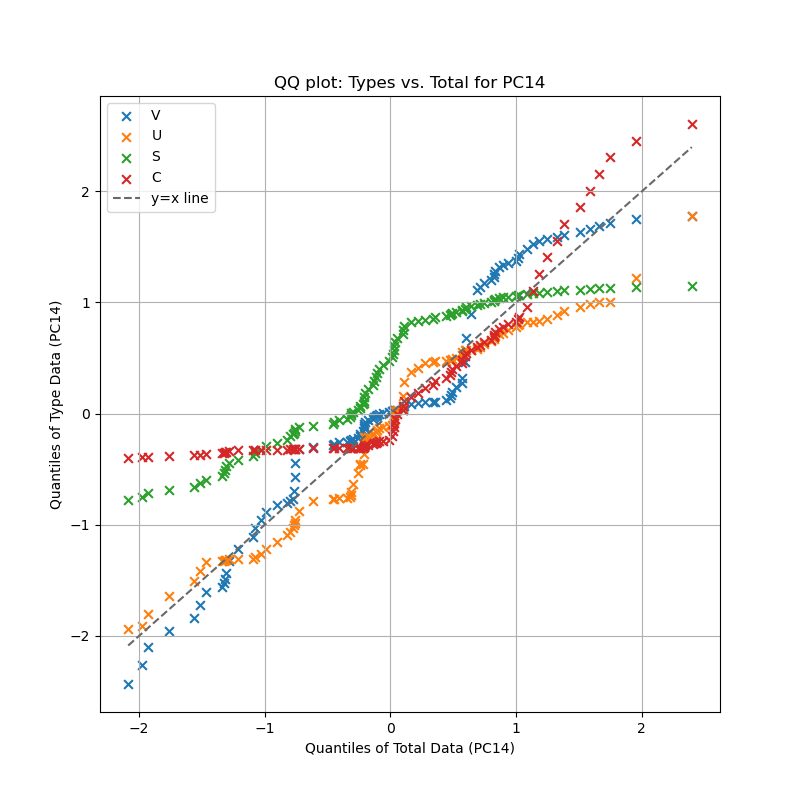 QQ plot: Types vs. Total for PC14
V
U
S
C
y=x line
Quantiles of Type Data (PC14)
2
1
0
−1
−2
−2
−1
0
1
2
Quantiles of Total Data (PC14)